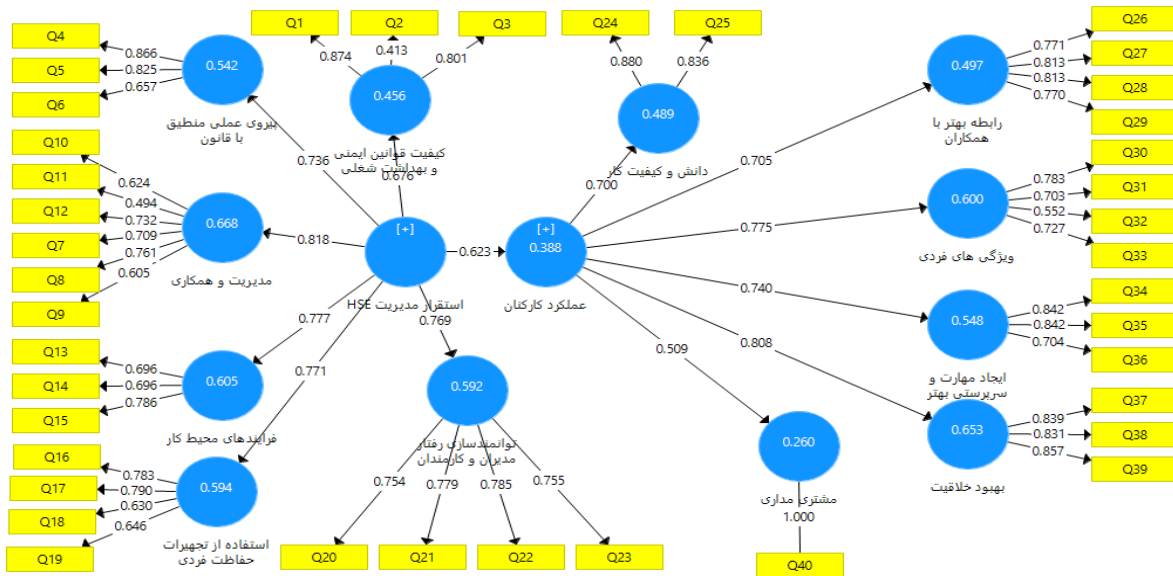 Q1
Q2
Q3
Q24
Q25
Q26
Q4
0.866
0.874
0.413
0.801
0.880
0.836
0.771
Q27
0.542
0.497
0.813
Q5
0.825
0.456
0.489
0.813
Q28
Q6
0.657
0.770
Q29
پیروی عملی منطبق
با قانون
کیفیت قوانین ایمنی
و بهداشت شغلی
دانش و کیفیت کار
رابطه بهتر با
همکاران
Q10
0.736
0.676
0.700
0.705
Q30
Q11
0.624
0.783
Q31
0.494
0.703
Q12
0.732
0.668
0.600
0.552
Q32
Q7
0.709
0.727
Q33
Q8
0.761
Q9
0.605
مدیریت و همکاری
0.818
[+]
0.623
[+]
0.388
0.775
ویژگی های فردی
استقرار مدیریت HSE
عملکرد کارکنان
0.777
0.771
0.769
0.740
0.509
0.808
Q34
0.842
Q35
0.842
0.548
0.704
Q36
ایجاد مهارت و
سرپرستی بهتر
Q13
0.696
Q14
0.696
0.605
Q15
0.786
فرایندهای محیط کار
0.592
توانمندسازی رفتار
مدیران و کارمندان
Q37
0.839
0.831
Q38
0.653
0.857
Q39
بهبود خلاقیت
0.260
مشتری مداری
1.000
Q40
Q16
0.783
Q17
0.790
0.594
Q18
0.630
0.646
Q19
استفاده از تجهیزات
حفاظت فردی
0.754
0.779
0.785
0.755
Q20
Q21
Q22
Q23